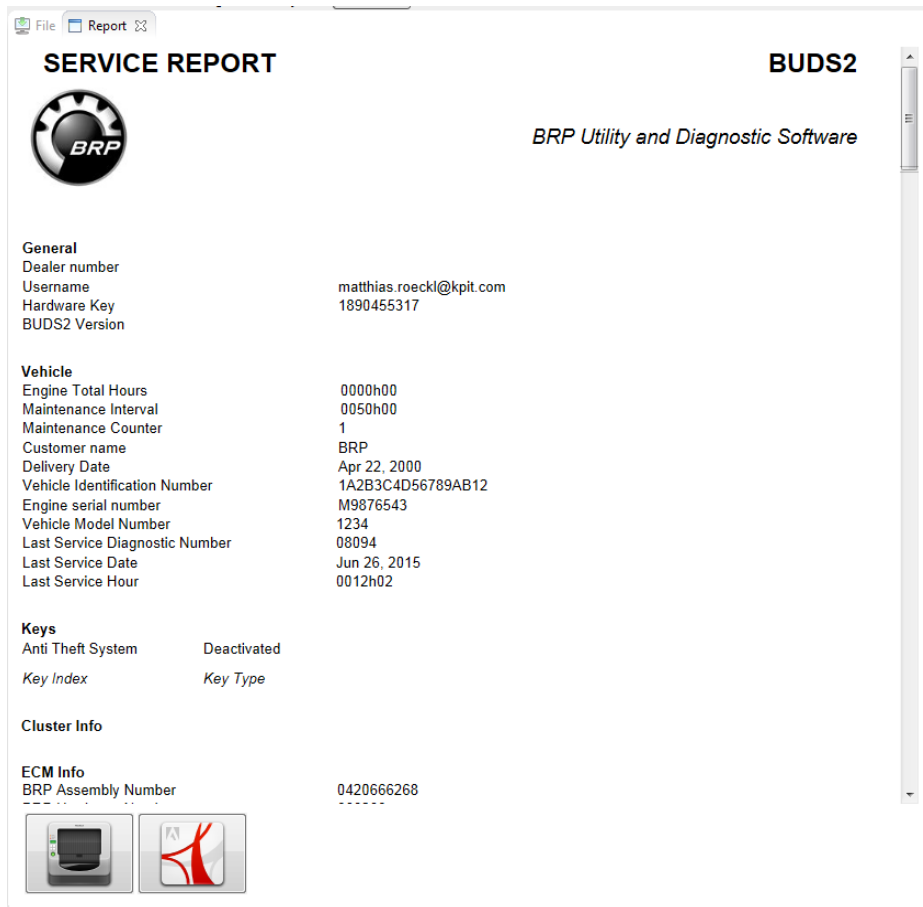 File Report
SERVICE REPORT BUDS2
BRP
BRP Utility and Diagnostic Software
General
Dealer number
Username matthias.roeckl@kpit.com
Hardware Key 1890455317
BUDS2 Version
Vehicle
Engine Total Hours 0000h00
Maintenance Interval 0050h00
Maintenance Counter 1
Customer name BRP
Delivery Date Apr 22, 2000
Vehicle Identification Number 1A2B3C4D56789AB12
Engine serial number M9876543
Vehicle Model Number 1234
Last Service Diagnostic Number 08094
Last Service Date Jun 26, 2015
Last Service Hour 0012h02
Keys
Anti Theft System Deactivated
Key Index Key Type
Cluster Info
ECM Info
BRP Assembly Number 0420666268